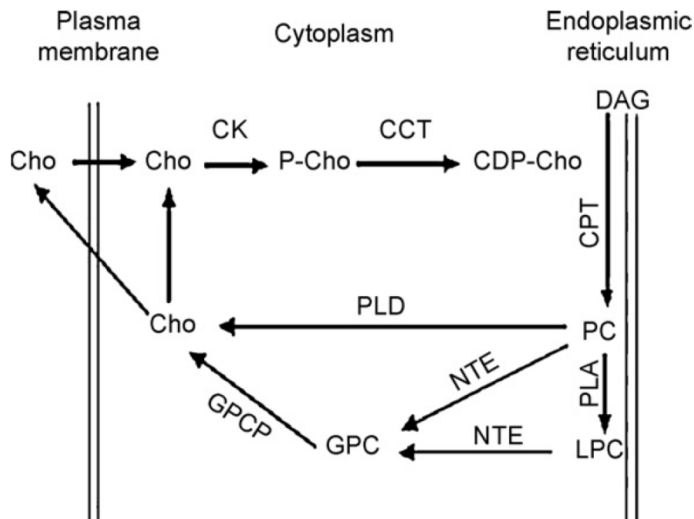 Plasma
membrane
Cytoplasm
Endoplasmic
reticulum
DAG
CK
CCT
Cho
Cho
P-Cho
CDP-Cho
CPT
Cho
PLD
PC
NTE
PLA
GPCP
GPC
NTE
LPC